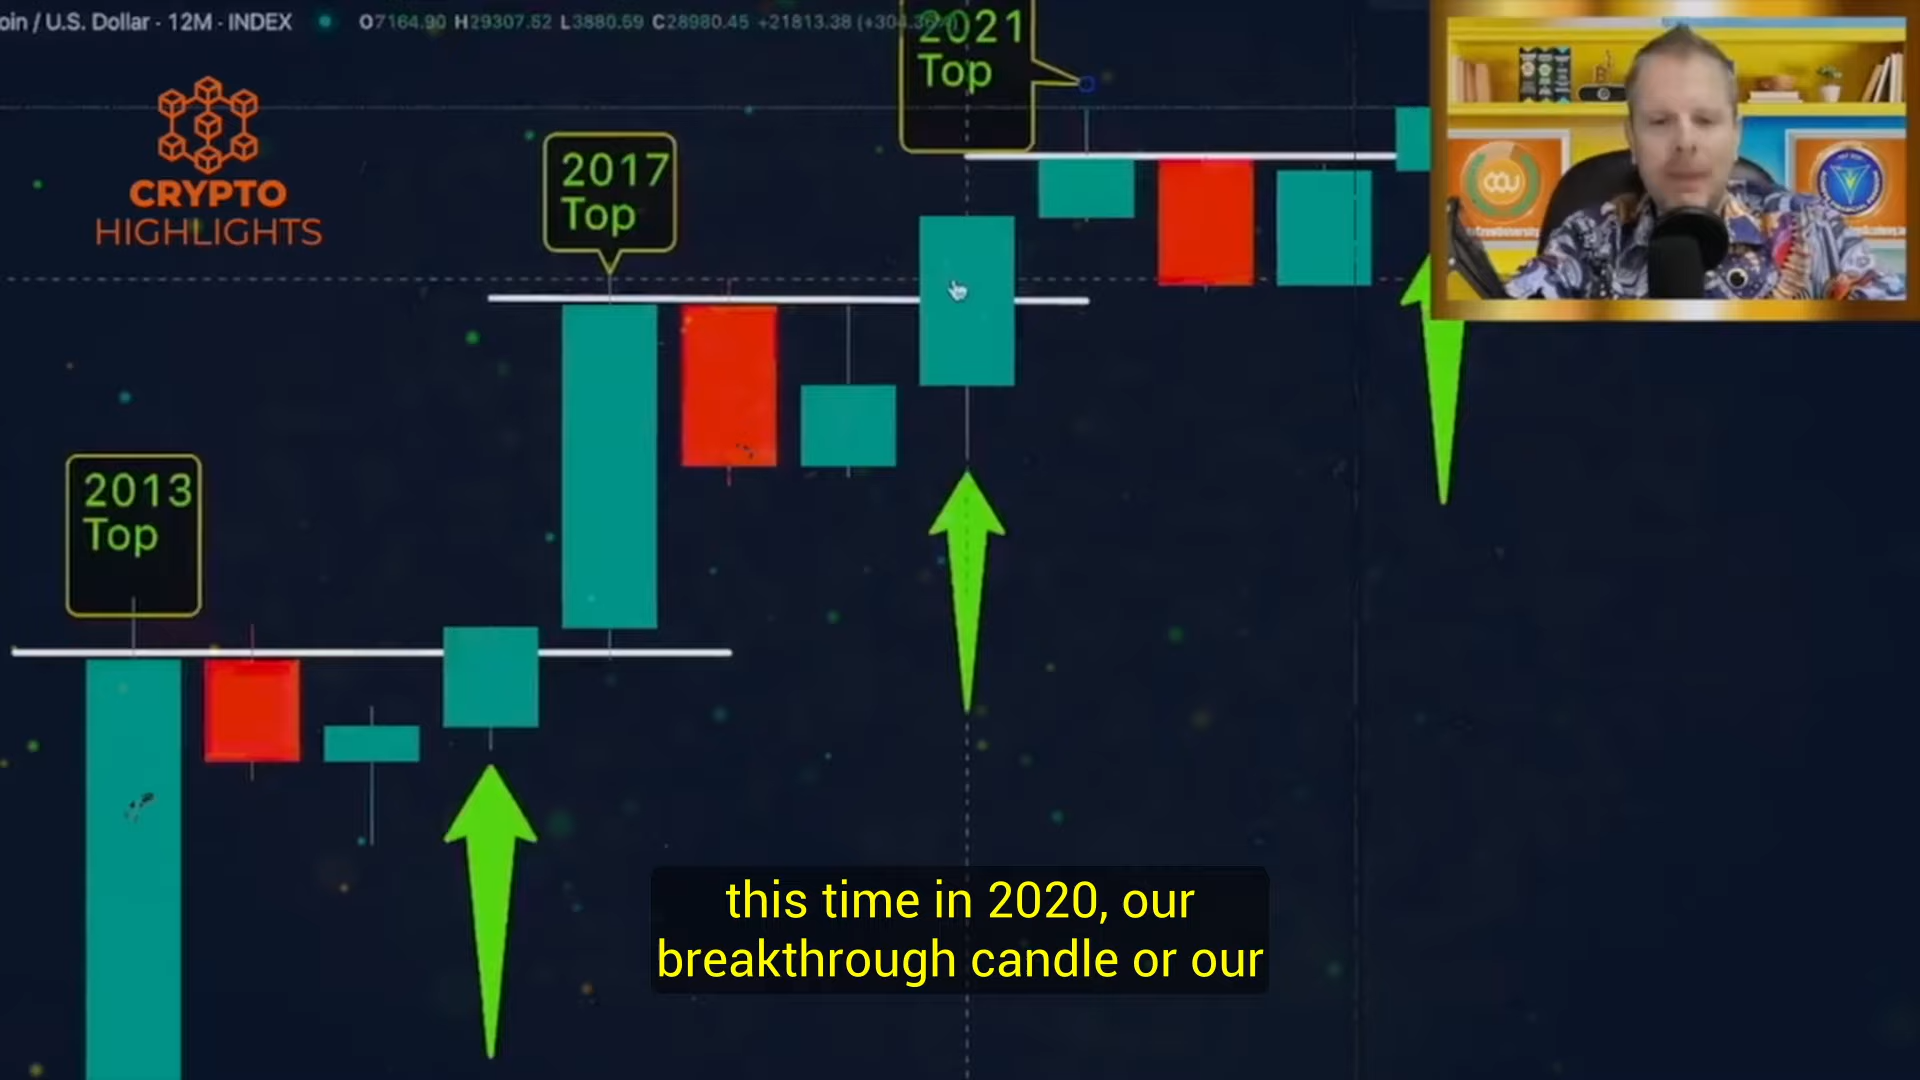 oin / U.S. Dollar · 12M · INDEX
O7164.90 H29307.52 L3880.59 C28980.45 +21813.38
2021
Top
CRYPTO
HIGHLIGHTS
2017
Top
2013
Top
this time in 2020, our
breakthrough candle or our